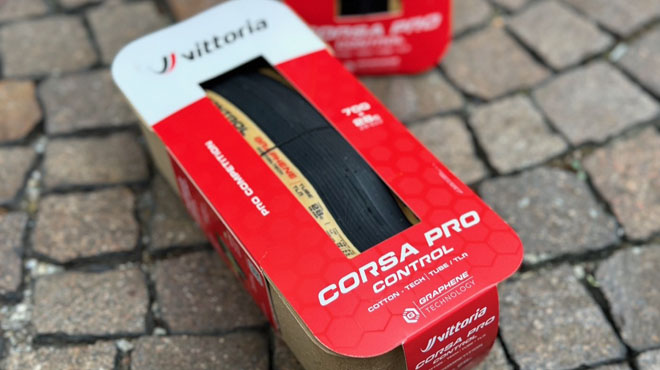 vittoria
CORSA PRO
CONTROL
PRO COMPETITION
700
CORSA PRO
CONTROL
COTTON - TECH | TUBE / TLR
GRAPHENE
TECHNOLOGY
vittoria
CORSA PRO
CONTROL